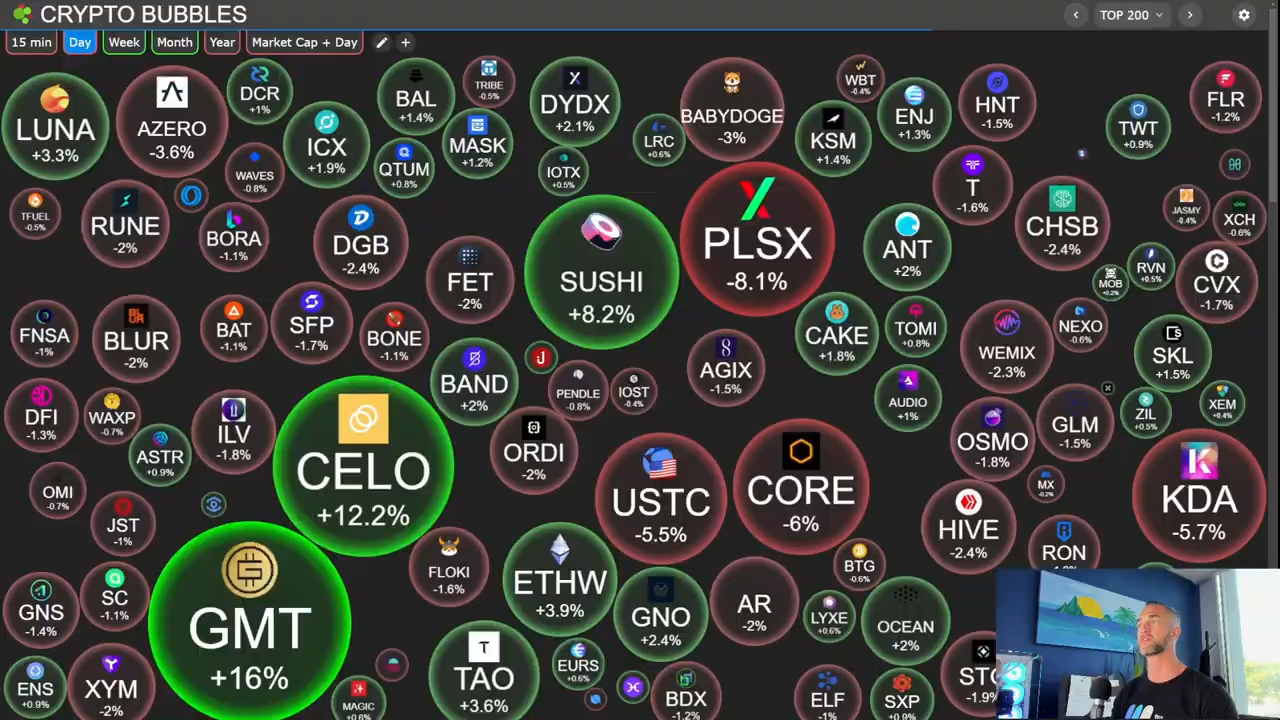 CRYPTO BUBBLES
TOP 200
15 min
Day
Week
Month
Year
Market Cap + Day
LUNA
+3.3%
AZERO
-3.6%
DCR
+1%
ICX
+1.9%
BAL
+1.4%
TRIBE
-0.5%
QTUM
+0.8%
MASK
+1.2%
DYDX
+2.1%
IOTX
+0.5%
LRC
+0.6%
BABYDOGE
-3%
WBT
-0.4%
KSM
+1.4%
ENJ
+1.3%
HNT
-1.5%
TWT
+0.9%
FLR
-1.2%
WAVES
-0.8%
TFUEL
-0.5%
RUNE
-2%
BORA
-1.1%
DGB
-2.4%
FET
-2%
SUSHI
+8.2%
PLSX
-8.1%
ANT
+2%
T
-1.6%
CHSB
-2.4%
JASMY
-0.4%
XCH
-0.6%
MOB
+0.2%
RVN
+0.5%
CVX
-1.7%
FNSA
-1%
BLUR
-2%
BAT
-1.1%
SFP
-1.7%
BONE
-1.1%
BAND
+2%
PENDLE
-0.8%
IOST
-0.4%
AGIX
-1.5%
CAKE
+1.8%
TOMI
+0.8%
WEMIX
-2.3%
NEXO
-0.6%
SKL
+1.5%
DFI
-1.3%
WAXP
-0.7%
ASTR
+0.9%
ILV
-1.8%
CELO
+12.2%
ORDI
-2%
AUDIO
+1%
OSMO
-1.8%
GLM
-1.5%
ZIL
+0.5%
XEM
+0.4%
OMI
-0.7%
JST
-1%
USTC
-5.5%
CORE
-6%
MX
-0.2%
KDA
-5.7%
HIVE
-2.4%
RON
GNS
-1.4%
SC
-1.1%
GMT
+16%
FLOKI
-1.6%
ETHW
+3.9%
GNO
+2.4%
AR
-2%
BTG
-0.6%
LYXE
+0.6%
OCEAN
+2%
ENS
+0.9%
XYM
-2%
MAGIC
+0.6%
TAO
+3.6%
EURS
+0.6%
BDX
-1.2%
ELF
-1%
SXP
+0.9%
-1.9%